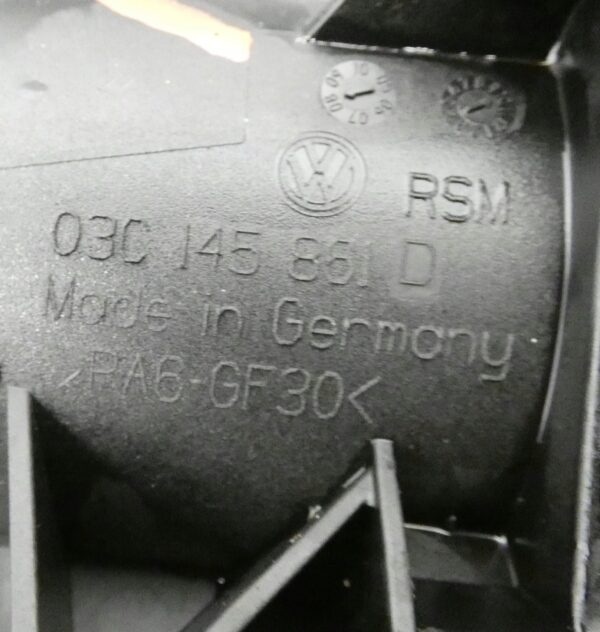 RSM
03C 145 861 D
Made in Germany
>PA6-GF30<